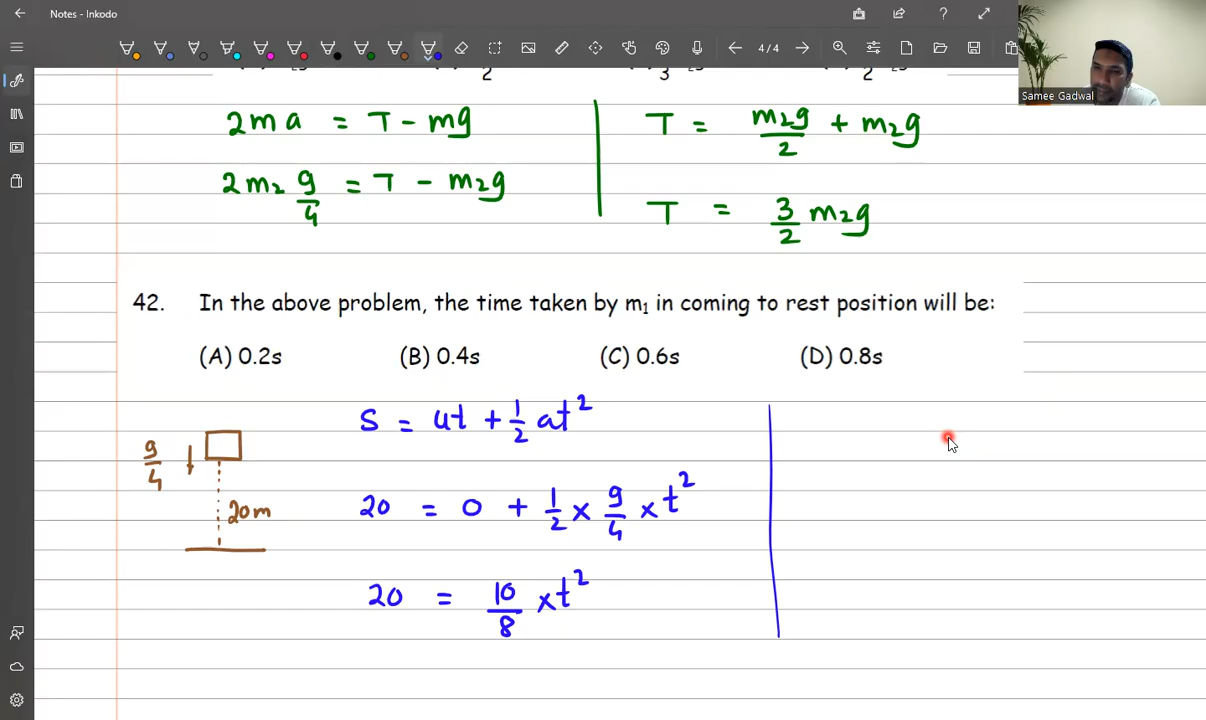 Notes - Inkodo
4/4
Samee Gadwal
2 3 2
2ma = T - mg
T = m₂g/2 + m₂g
2m₂ g/4 = T - m₂g
T = 3/2 m₂g
42. In the above problem, the time taken by m₁ in coming to rest position will be:
(A) 0.2s (B) 0.4s (C) 0.6s (D) 0.8s
S = ut + 1/2 at²
g/4
20m
20 = 0 + 1/2 x g/4 x t²
20 = 10/8 x t²